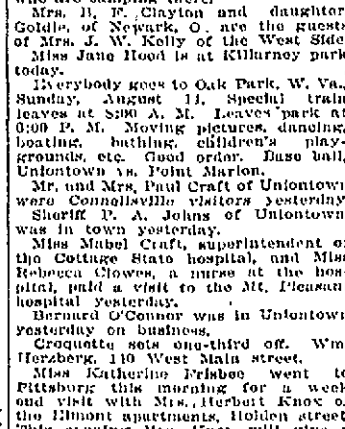 who are camping there.
Mrs. B. F. Clayton and daughter
Goldie, of Newark, O. are the guests
of Mrs. J. W. Kelly of the West Side.
Miss Jane Hood is at Killarney park
today.
Everybody goes to Oak Park, W. Va.,
Sunday, August 14. Special train
leaves at 8:00 A. M. Leaves park at
6:00 P. M. Moving pictures, dancing,
boating, bathing, children's play-
grounds, etc. Good order. Base ball,
Uniontown vs. Point Marion.
Mr. and Mrs. Paul Craft of Uniontown
were Connellsville visitors yesterday.
Sheriff P. A. Johns of Uniontown
was in town yesterday.
Miss Mabel Craft, superintendent of
the Cottage State hospital, and Miss
Rebecca Clowes, a nurse at the hos-
pital, paid a visit to the Mt. Pleasant
hospital yesterday.
Bernard O'Connor was in Uniontown
yesterday on business.
Croquette sets one-third off. Wm.
Herzberg, 110 West Main street.
Miss Katherine Frisbee went to
Pittsburg this morning for a week
end visit with Mrs. Herbert Knox of
the Elmont apartments, Holden street.
This evening Mrs. Knox will give a